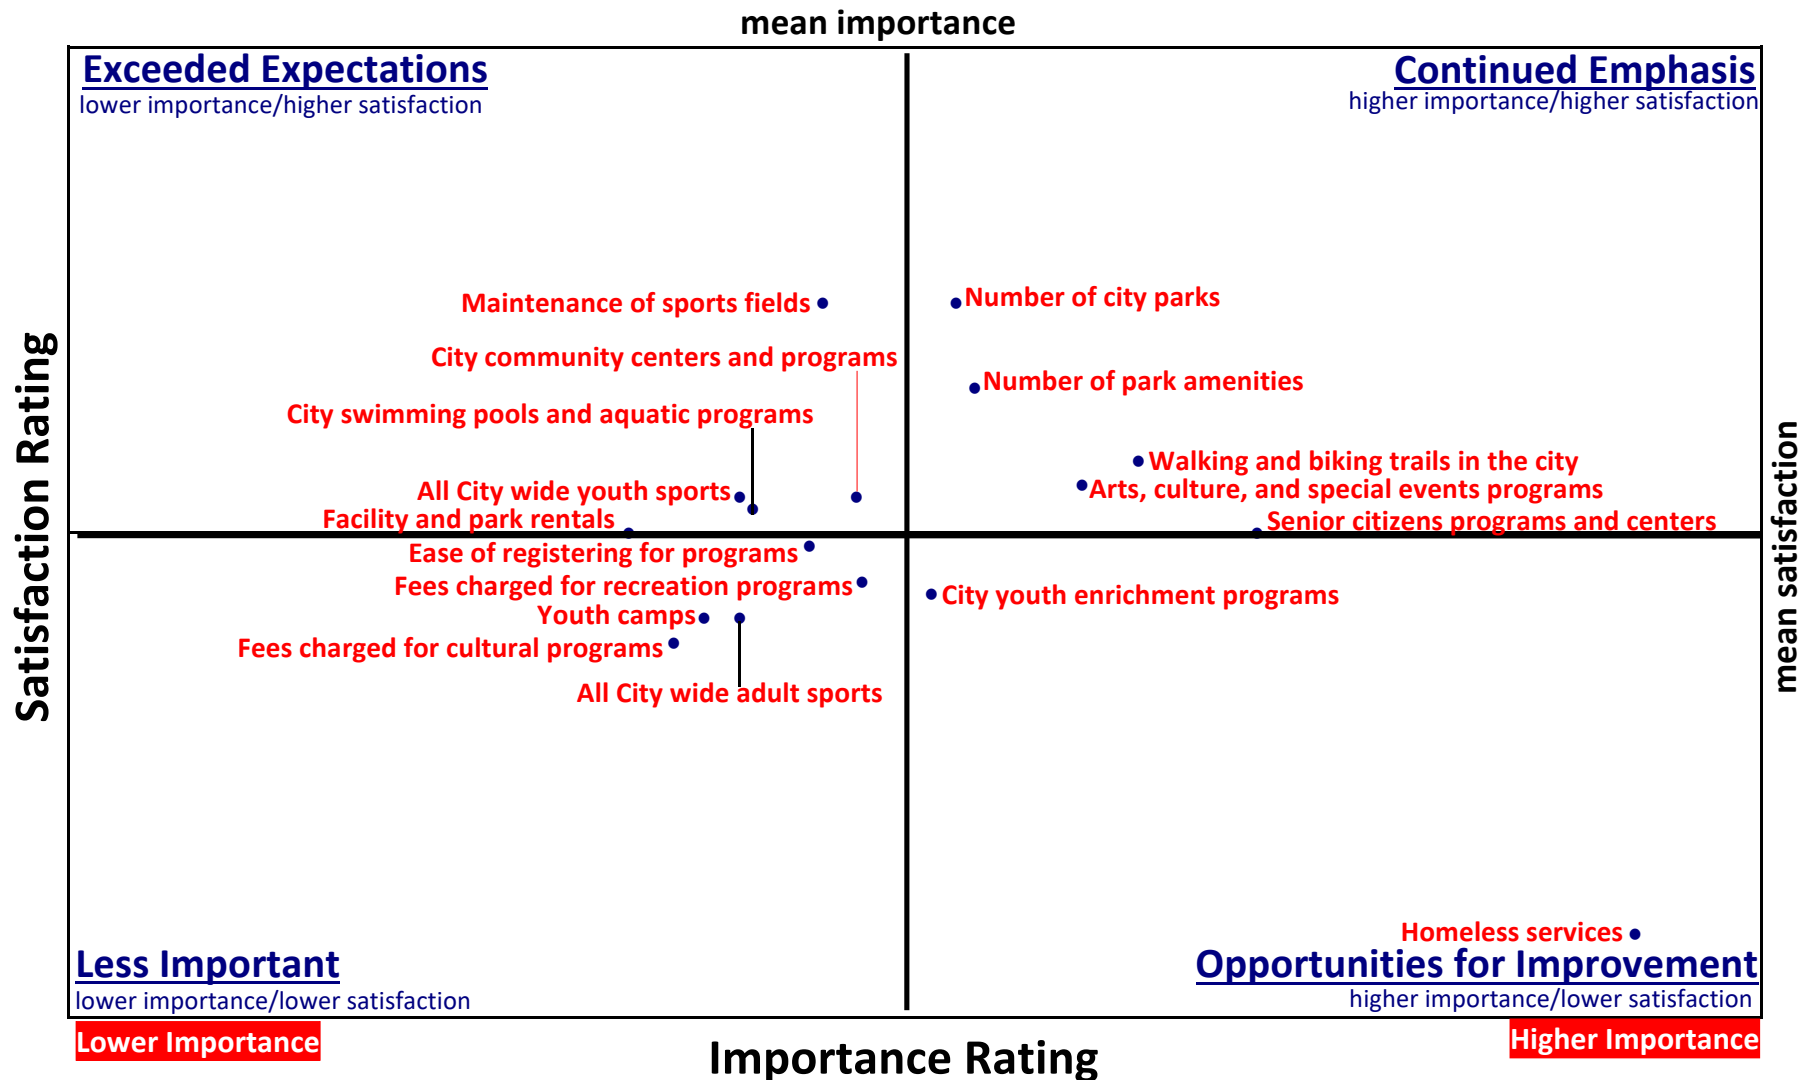 mean importance
Exceeded Expectations
lower importance/higher satisfaction
Continued Emphasis
higher importance/higher satisfaction
Maintenance of sports fields
Number of city parks
City community centers and programs
Number of park amenities
City swimming pools and aquatic programs
Walking and biking trails in the city
All City wide youth sports
Arts, culture, and special events programs
Facility and park rentals
Senior citizens programs and centers
Ease of registering for programs
Fees charged for recreation programs
City youth enrichment programs
Youth camps
Fees charged for cultural programs
All City wide adult sports
Satisfaction Rating
mean satisfaction
Homeless services
Less Important
lower importance/lower satisfaction
Opportunities for Improvement
higher importance/lower satisfaction
Lower Importance
Importance Rating
Higher Importance